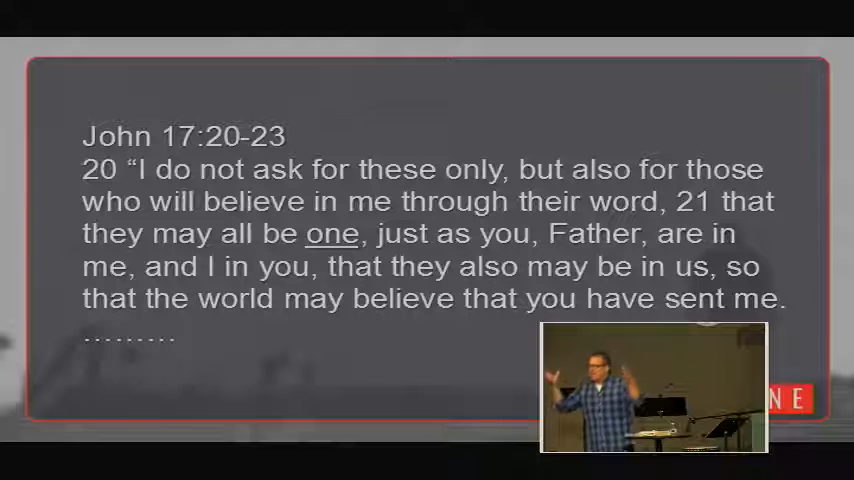 John 17:20-23
20 “I do not ask for these only, but also for those
who will believe in me through their word, 21 that
they may all be one, just as you, Father, are in
me, and I in you, that they also may be in us, so
that the world may believe that you have sent me.
.........
NE